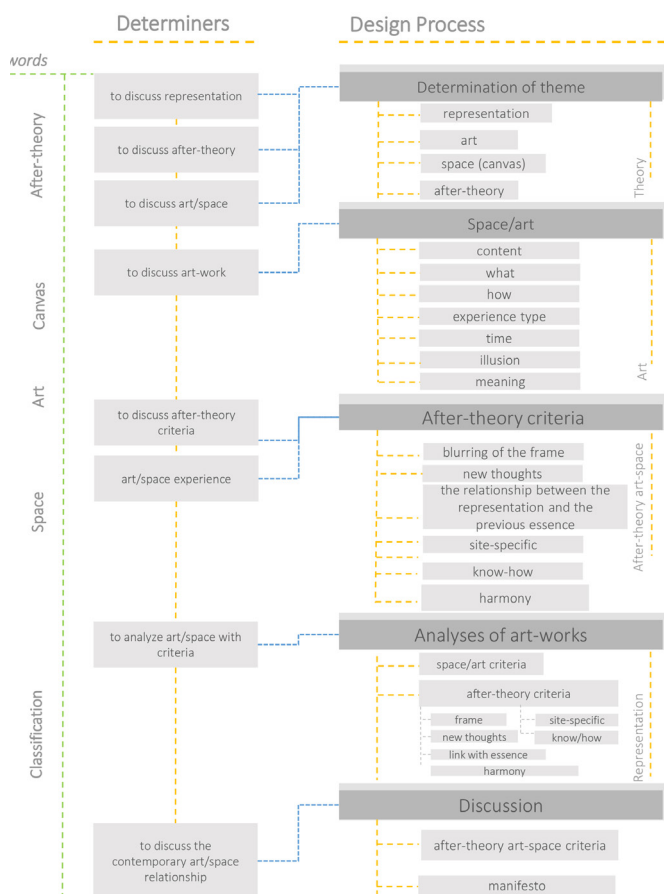 Determiners
Design Process
words
After-theory
Canvas
Art
Space
Classification
to discuss representation
to discuss after-theory
to discuss art/space
to discuss art-work
to discuss after-theory
criteria
art/space experience
to analyze art/space with
criteria
to discuss the
contemporary art/space
relationship
Determination of theme
representation
art
space (canvas)
after-theory
Theory
Space/art
content
what
how
experience type
time
illusion
meaning
Art
After-theory criteria
blurring of the frame
new thoughts
the relationship between the
representation and the
previous essence
site-specific
know-how
harmony
After-theory art-space
Analyses of art-works
space/art criteria
after-theory criteria
frame
site-specific
new thoughts
know/how
link with essence
harmony
Representation
Discussion
after-theory art-space criteria
manifesto